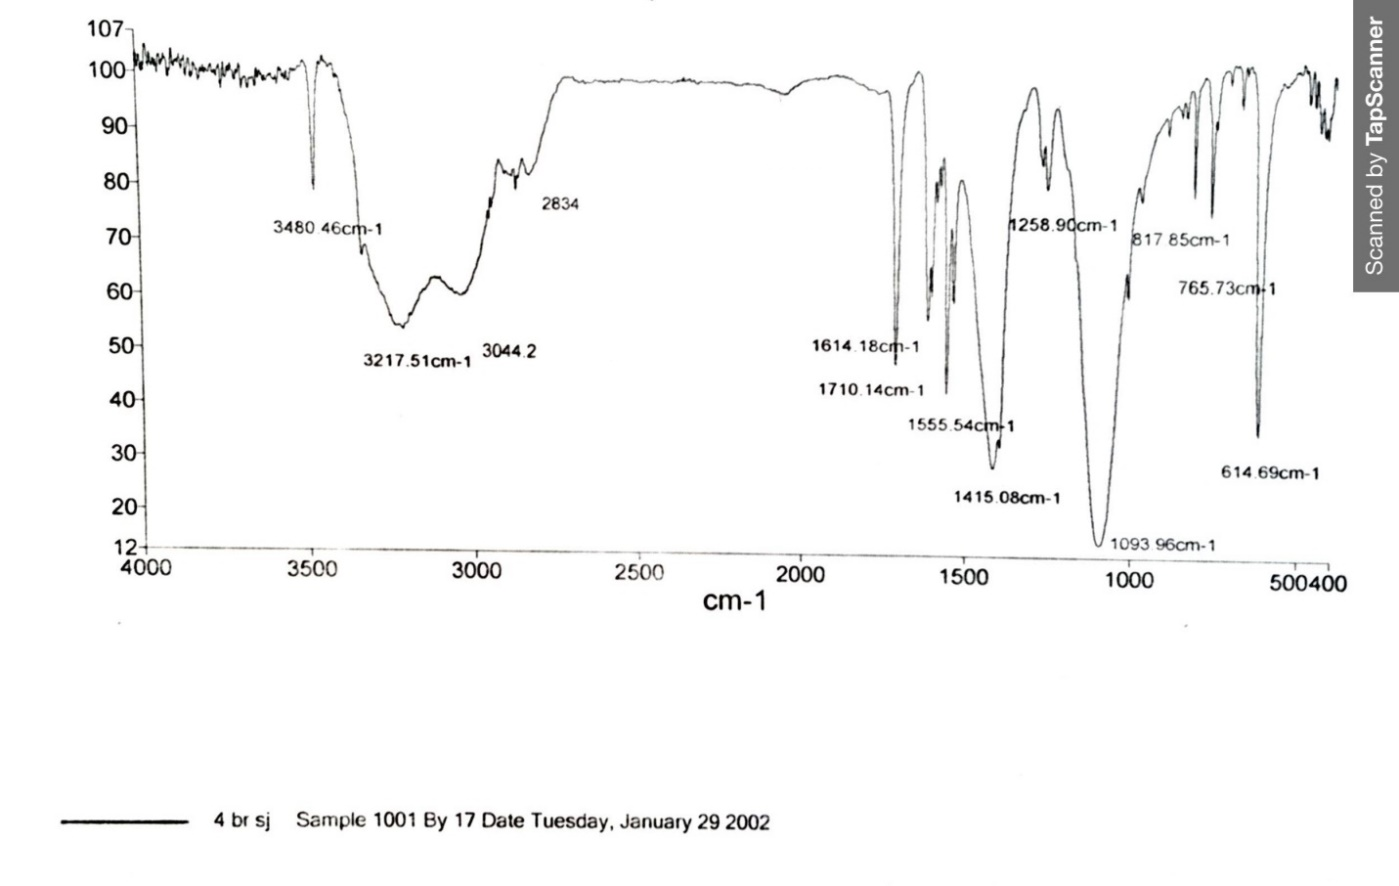 107
100
90
80
70
60
50
40
30
20
12
4000 3500 3000 2500 2000 1500 1000 500400
cm-1
3480.46cm-1
3217.51cm-1
3044.2
2834
1614.18cm-1
1710.14cm-1
1555.54cm-1
1415.08cm-1
1258.90cm-1
1093 96cm-1
817 85cm-1
765.73cm-1
614.69cm-1
4 br sj Sample 1001 By 17 Date Tuesday, January 29 2002
Scanned by TapScanner